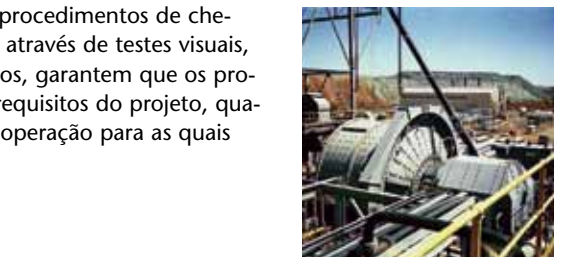 procedimentos de che-
através de testes visuais,
os, garantem que os pro-
requisitos do projeto, qua-
operação para as quais